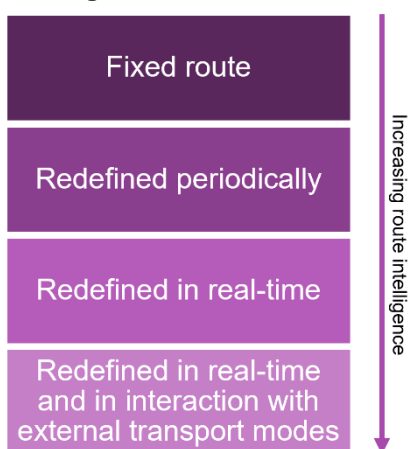 Fixed route
Redefined periodically
Redefined in real-time
Redefined in real-time
and in interaction with
external transport modes
Increasing route intelligence